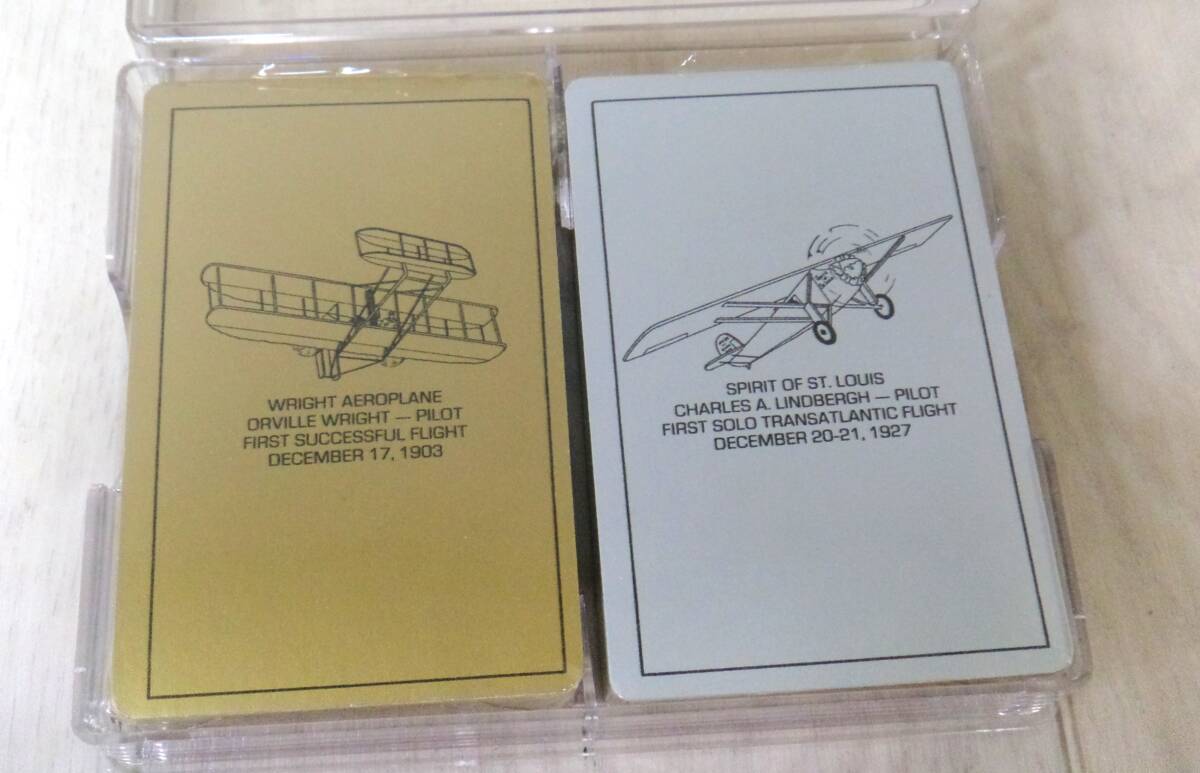 WRIGHT AEROPLANE
ORVILLE WRIGHT — PILOT
FIRST SUCCESSFUL FLIGHT
DECEMBER 17, 1903
SPIRIT OF ST. LOUIS
CHARLES A. LINDBERGH — PILOT
FIRST SOLO TRANSATLANTIC FLIGHT
DECEMBER 20-21, 1927